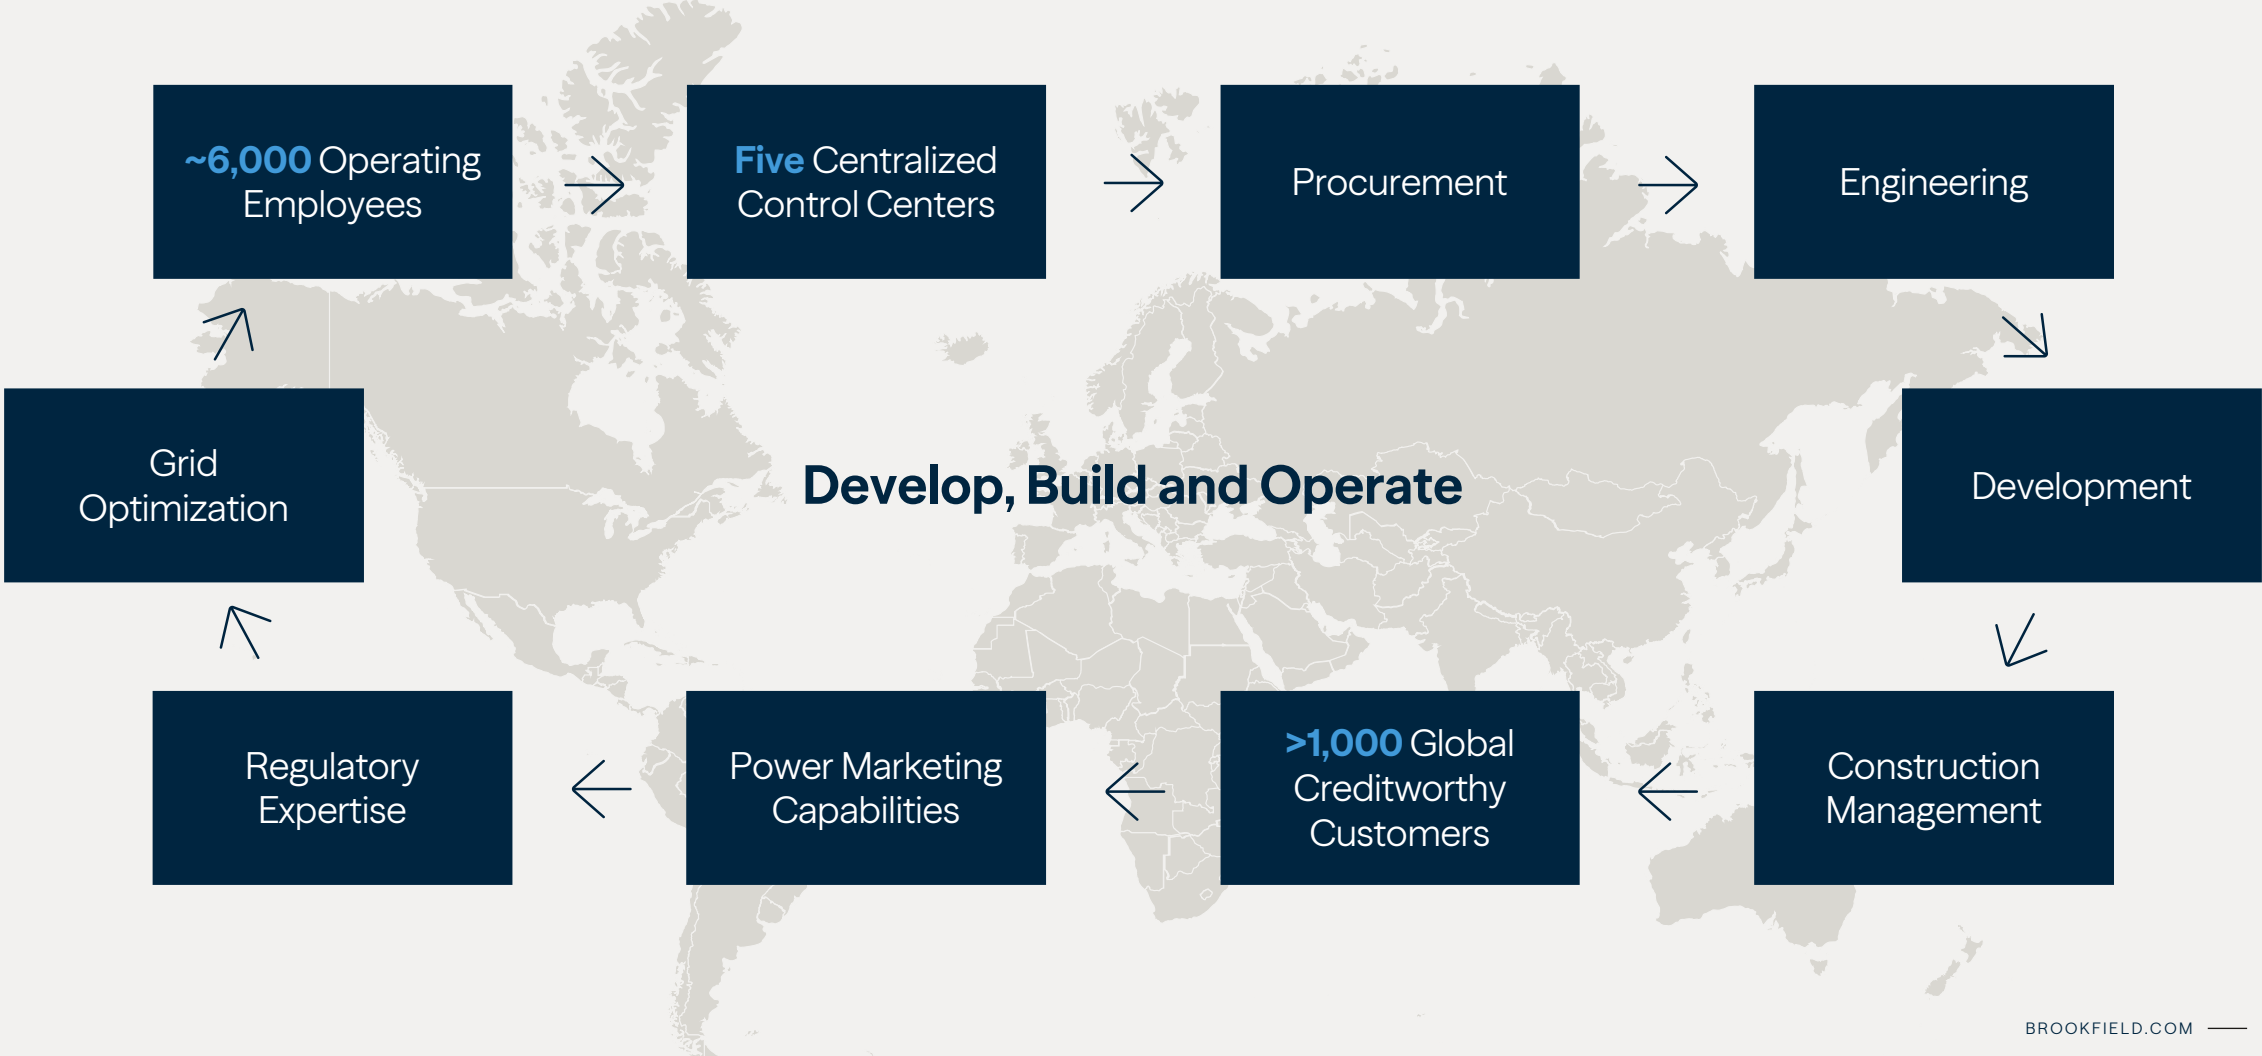 ~6,000 Operating
Employees
Five Centralized
Control Centers
Procurement
Engineering
Grid
Optimization
Develop, Build and Operate
Development
Regulatory
Expertise
Power Marketing
Capabilities
>1,000 Global
Creditworthy
Customers
Construction
Management
BROOKFIELD.COM